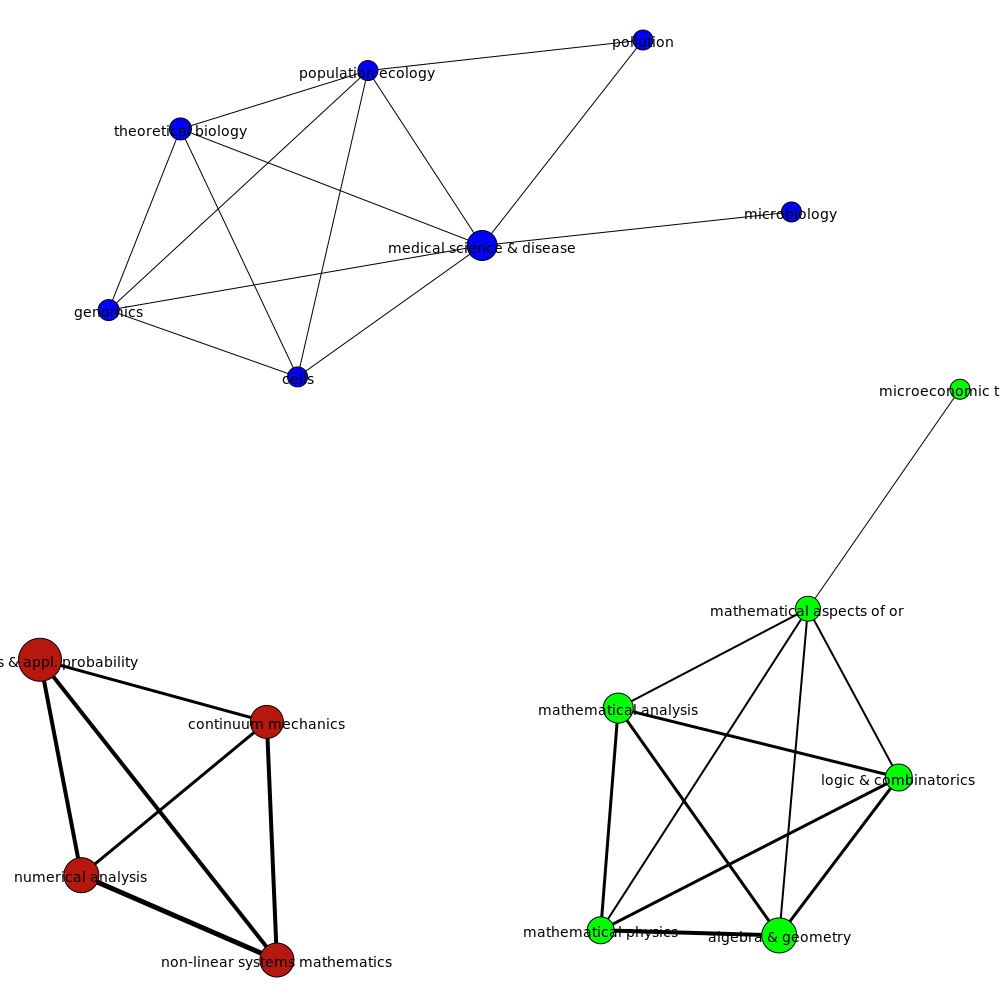 pollution
population ecology
theoretical biology
microbiology
medical science & disease
genomics
cells
microeconomic t
mathematical aspects of or
s & appl. probability
mathematical analysis
continuum mechanics
logic & combinatorics
numerical analysis
mathematical physics
algebra & geometry
non-linear systems mathematics